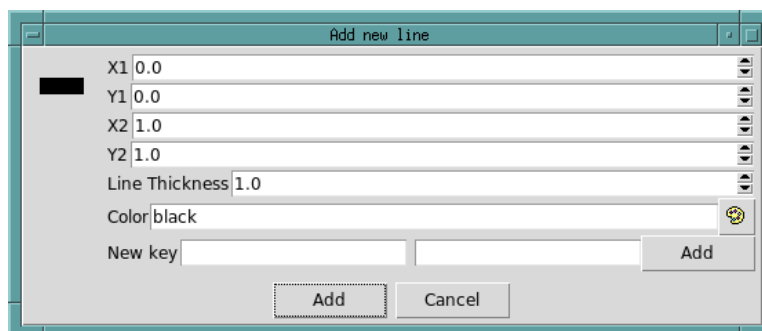 Add new line
X1 0.0
Y1 0.0
X2 1.0
Y2 1.0
Line Thickness 1.0
Color black
New key Add
Add Cancel